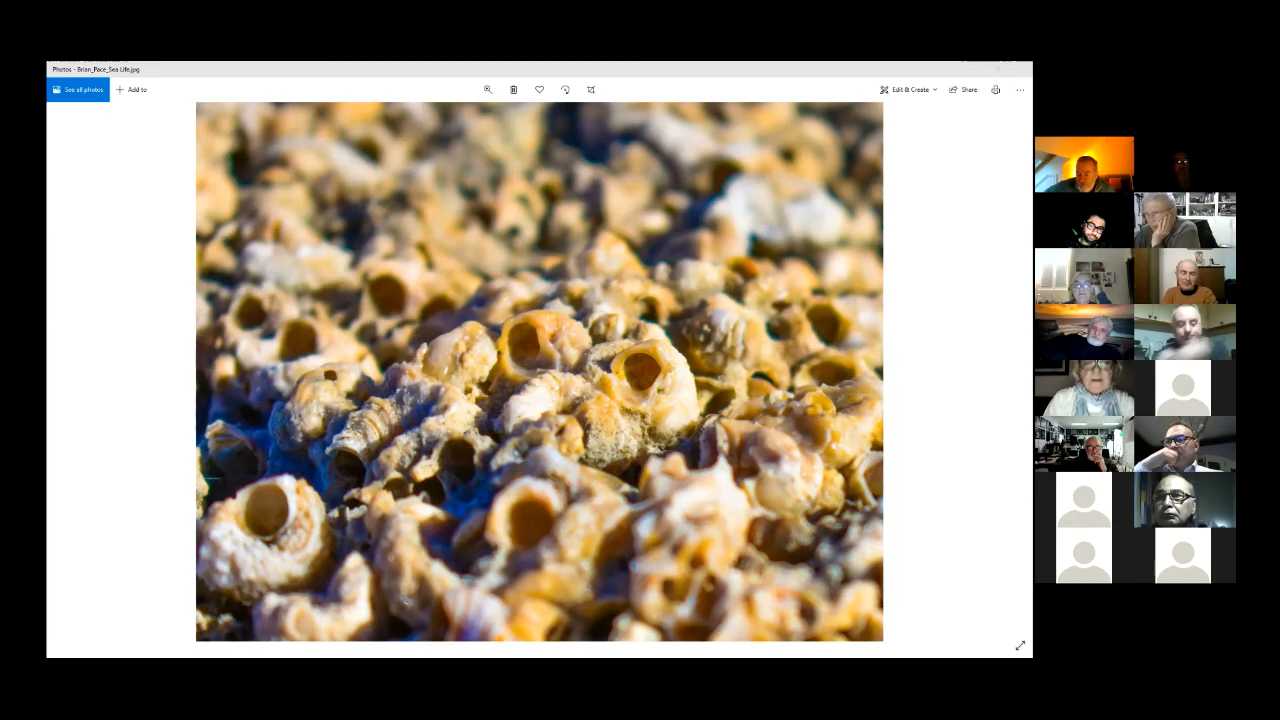 Photos - Brian_Pace_Sea Life.jpg
See all photos
Add to
Edit & Create
Share